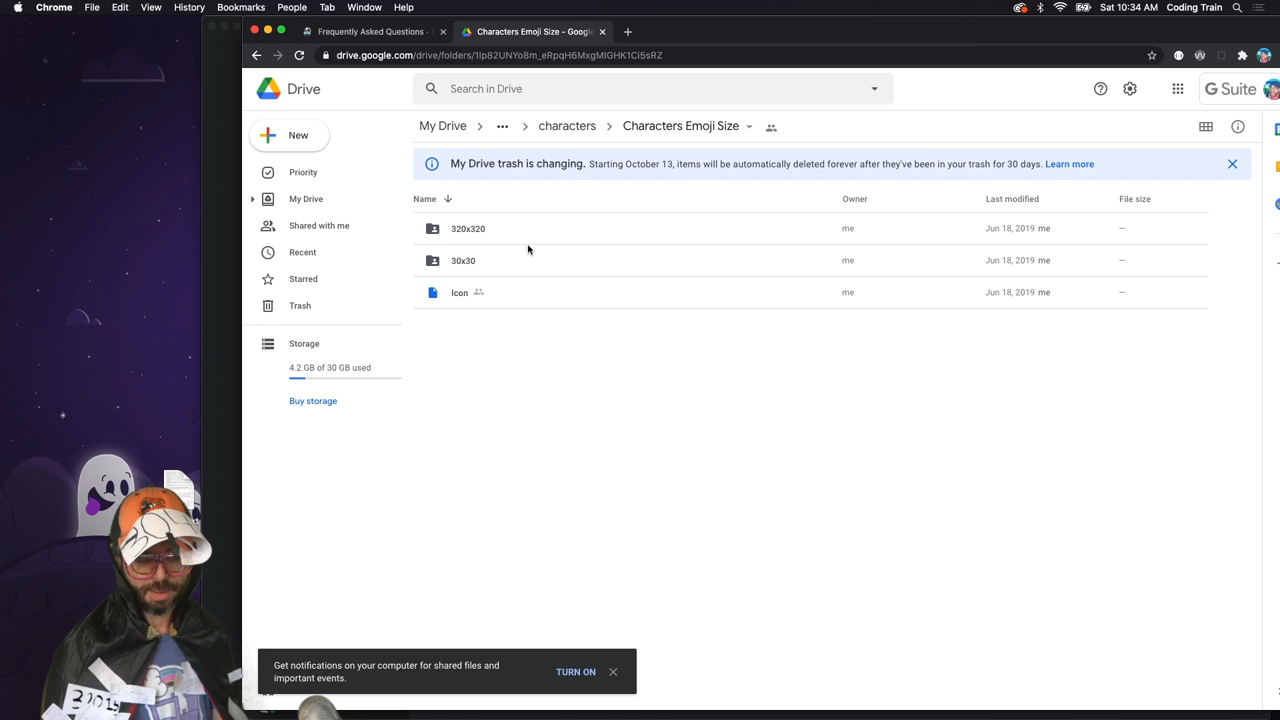 Chrome File Edit View History Bookmarks People Tab Window Help Sat 10:34 AM Coding Train
Frequently Asked Questions - Characters Emoji Size - Google
drive.google.com/drive/folders/1lp82UNYo8m_eRpqH6MxgMIGHK1Ci5sRZ
Drive Search in Drive G Suite
New My Drive ... characters Characters Emoji Size
My Drive trash is changing. Starting October 13, items will be automatically deleted forever after they've been in your trash for 30 days. Learn more
Priority
My Drive Name Owner Last modified File size
Shared with me 320x320 me Jun 18, 2019 me —
Recent 30x30 me Jun 18, 2019 me —
Starred Icon me Jun 18, 2019 me —
Trash
Storage
4.2 GB of 30 GB used
Buy storage
Get notifications on your computer for shared files and
important events. TURN ON